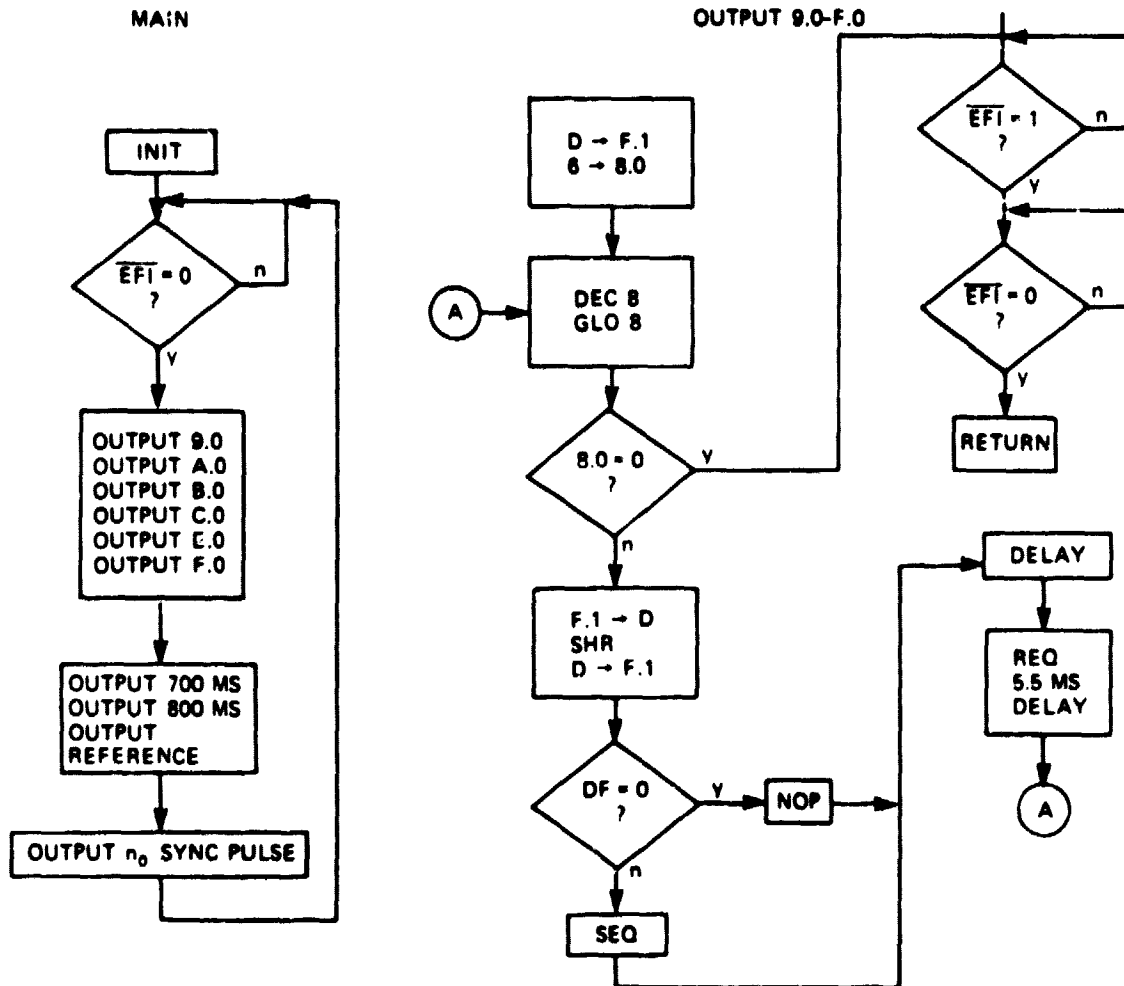 MAIN
INIT
EFI = 0
?
n
y
OUTPUT 9.0
OUTPUT A.0
OUTPUT B.0
OUTPUT C.0
OUTPUT E.0
OUTPUT F.0
OUTPUT 700 MS
OUTPUT 800 MS
OUTPUT
REFERENCE
OUTPUT n₀ SYNC PULSE
OUTPUT 9.0-F.0
D → F.1
6 → 8.0
A
DEC 8
GLO 8
8.0 = 0
?
y
n
F.1 → D
SHR
D → F.1
DF = 0
?
y
NOP
n
SEQ
EFI = 1
?
n
y
EFI = 0
?
n
y
RETURN
DELAY
REQ
5.5 MS
DELAY
A